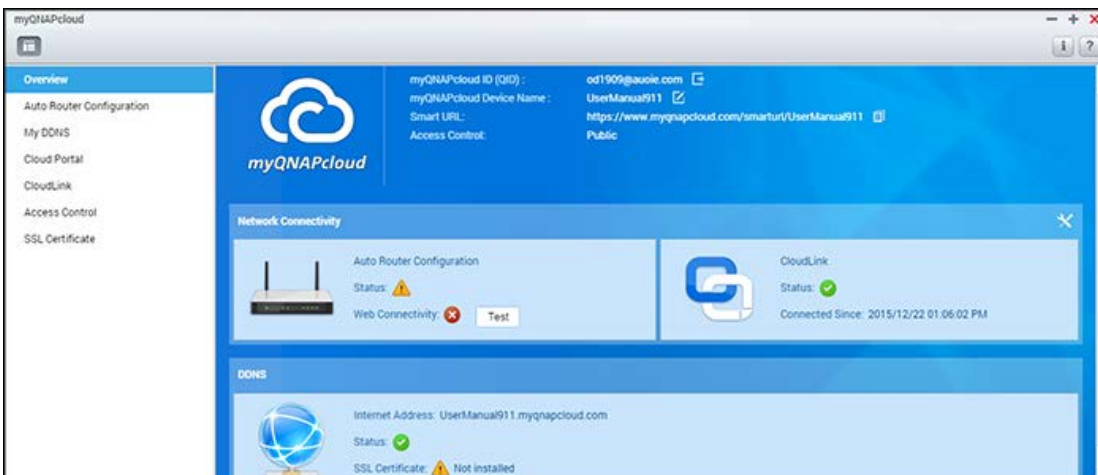 myQNAPcloud
Overview
Auto Router Configuration
My DDNS
Cloud Portal
CloudLink
Access Control
SSL Certificate
myQNAPcloud
myQNAPcloud ID (QID) : od1909@auoie.com
myQNAPcloud Device Name : UserManual911
Smart URL: https://www.myqnapcloud.com/smarturl/UserManual911
Access Control: Public
Network Connectivity
Auto Router Configuration
Status:
Web Connectivity: Test
CloudLink
Status:
Connected Since: 2015/12/22 01:06:02 PM
DDNS
Internet Address: UserManual911.myqnapcloud.com
Status:
SSL Certificate: Not installed